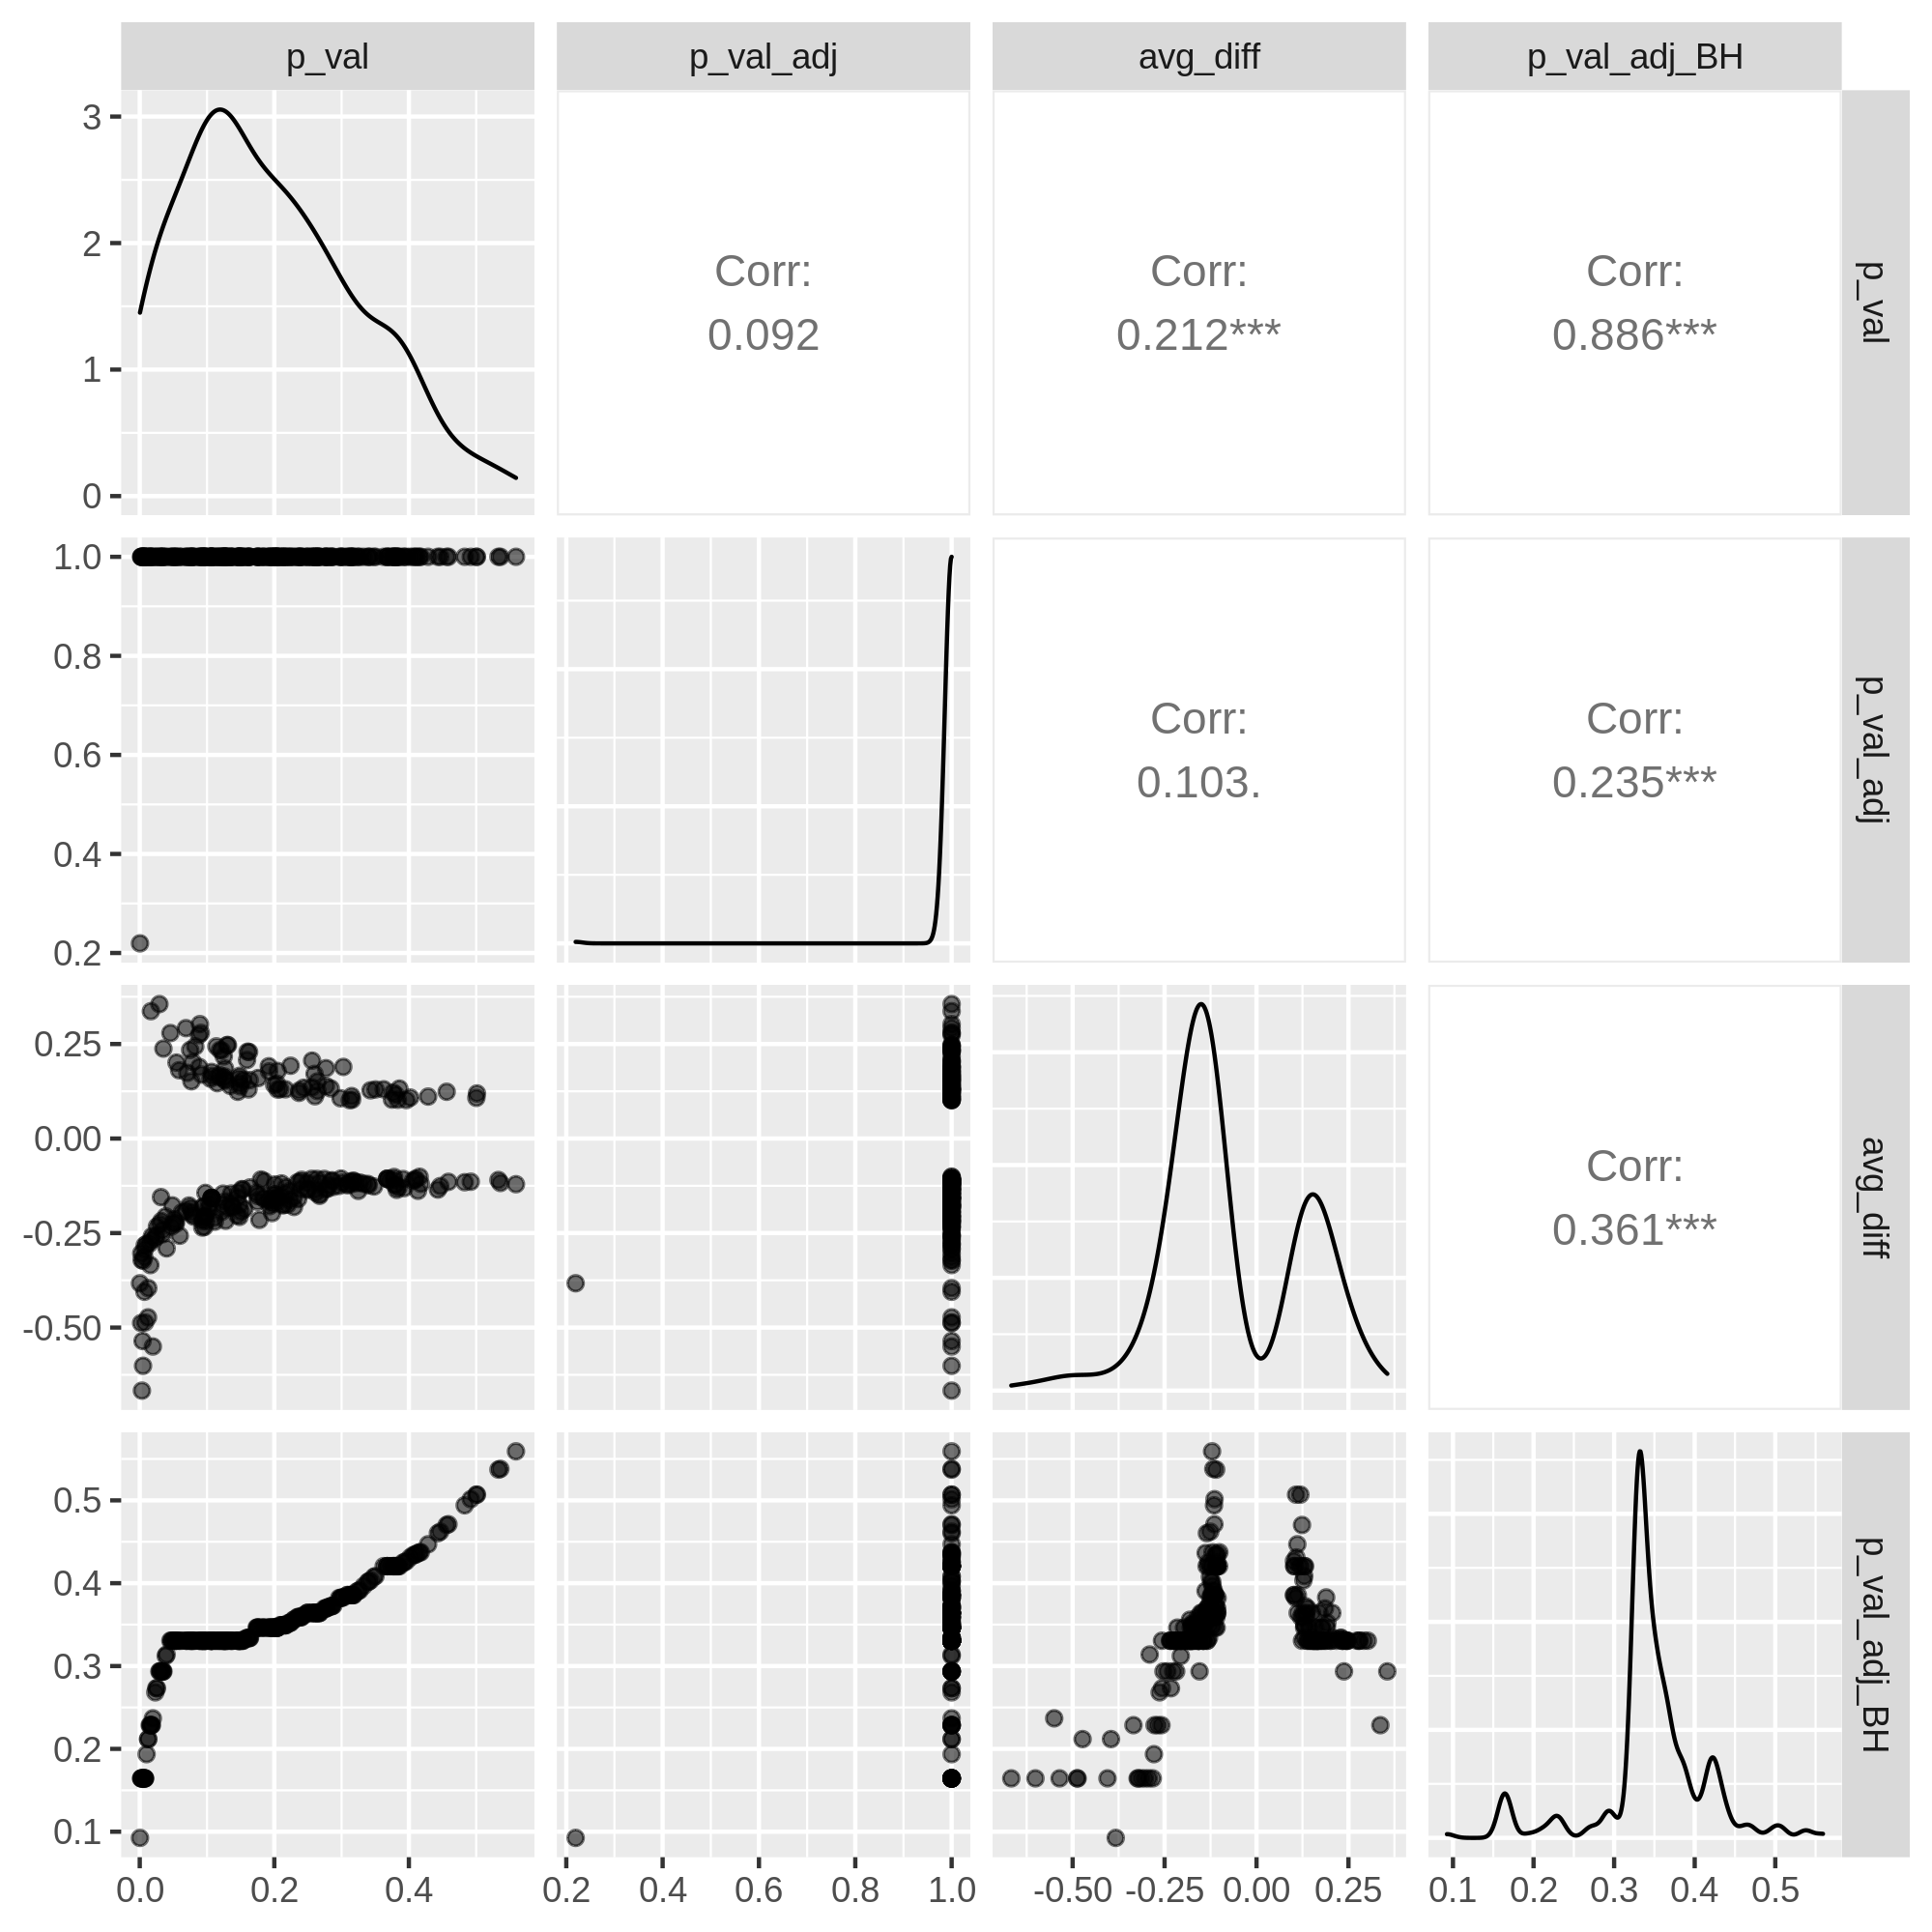 p_val
p_val_adj
avg_diff
p_val_adj_BH
3
2
1
0
Corr:
0.092
Corr:
0.212***
Corr:
0.886***
p_val
1.0
0.8
0.6
0.4
0.2
Corr:
0.103.
Corr:
0.235***
p_val_adj
0.25
0.00
-0.25
-0.50
Corr:
0.361***
avg_diff
0.5
0.4
0.3
0.2
0.1
p_val_adj_BH
0.0 0.2 0.4
0.2 0.4 0.6 0.8 1.0
-0.50 -0.25 0.00 0.25
0.1 0.2 0.3 0.4 0.5